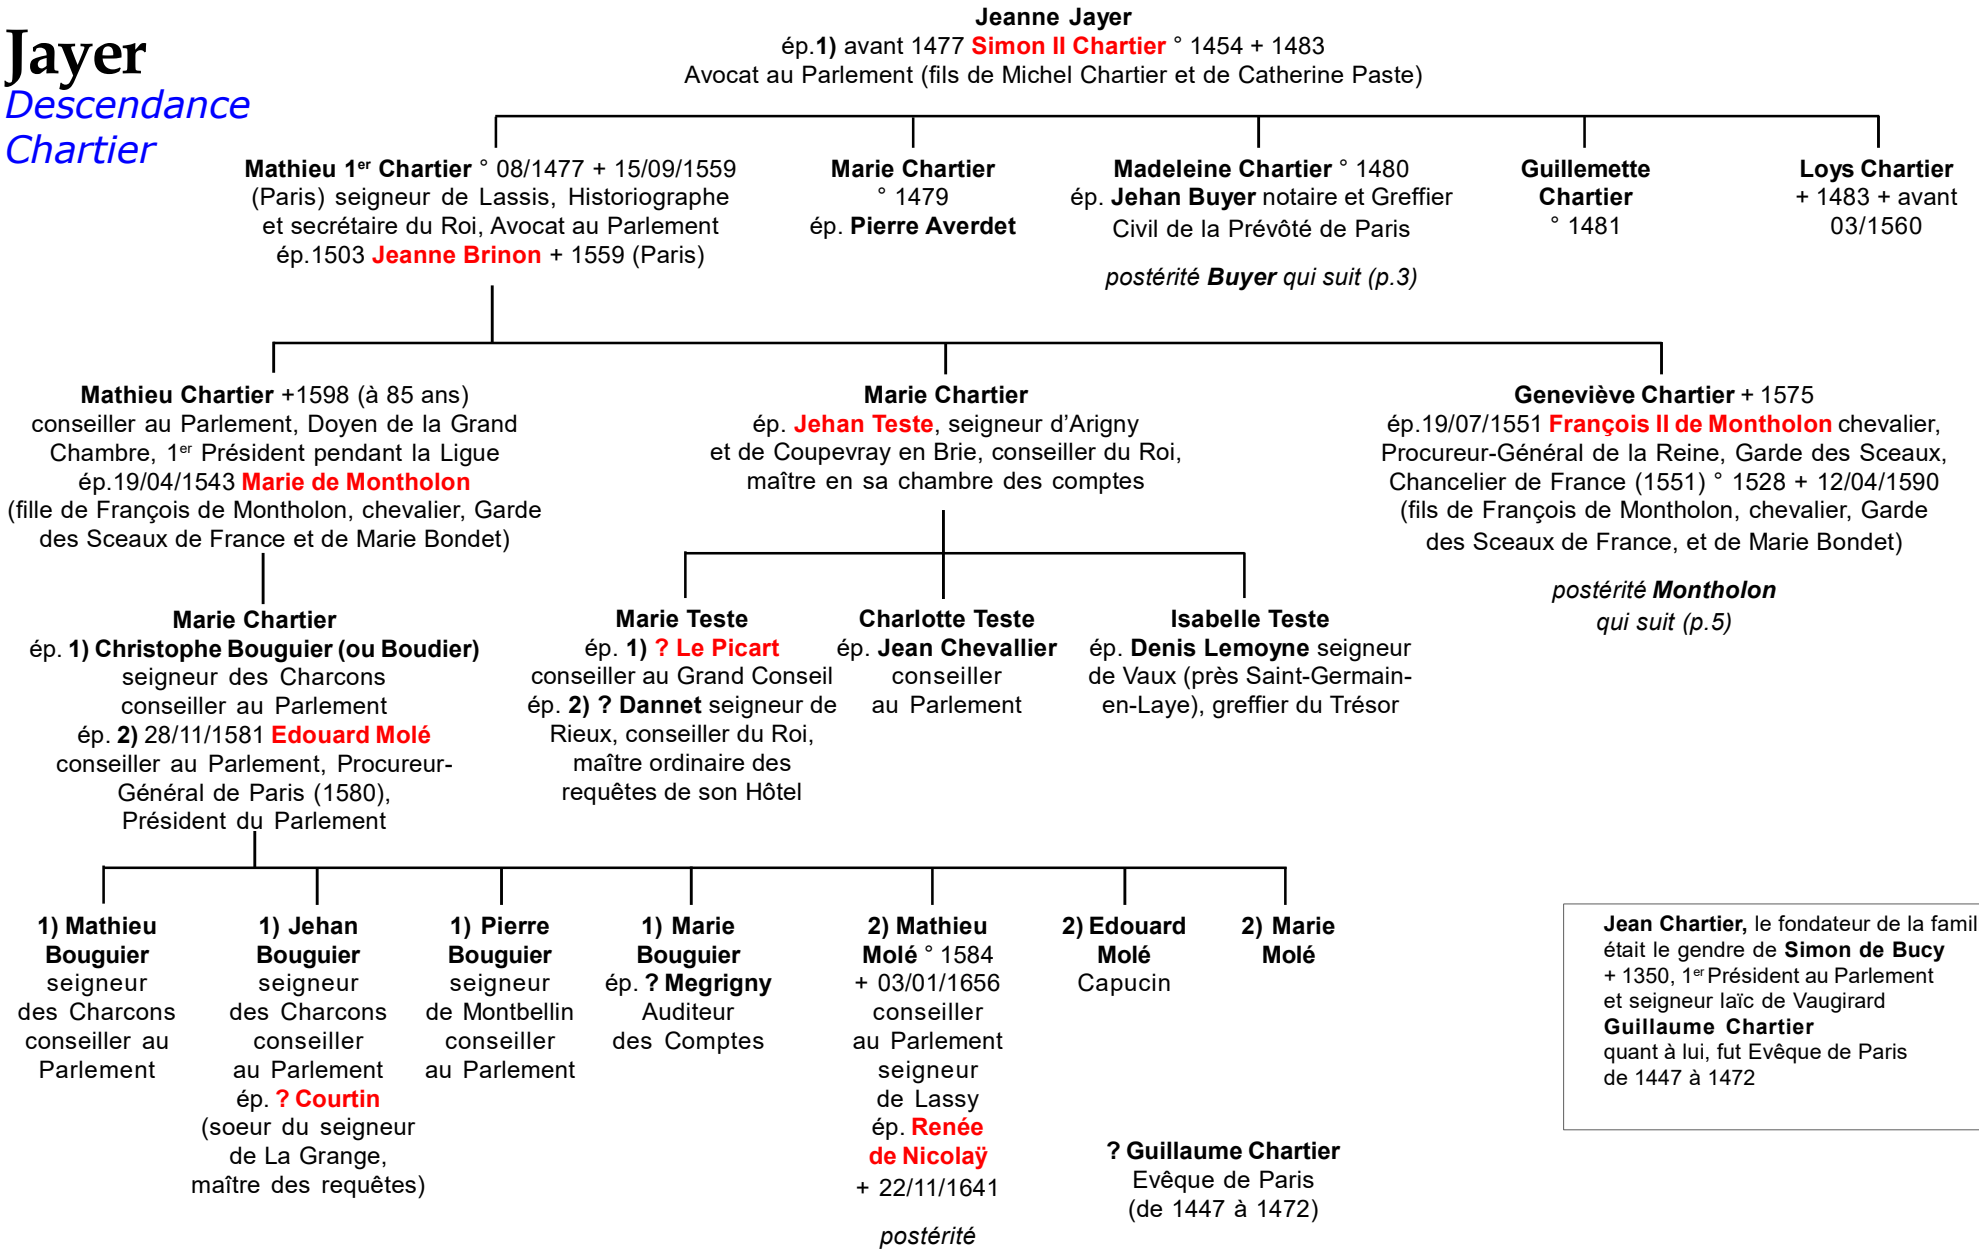 Jayer
Descendance
Chartier
Jeanne Jayer
ép.1) avant 1477 Simon II Chartier ° 1454 + 1483
Avocat au Parlement (fils de Michel Chartier et de Catherine Paste)
Mathieu 1er Chartier ° 08/1477 + 15/09/1559
(Paris) seigneur de Lassis, Historiographe
et secrétaire du Roi, Avocat au Parlement
ép.1503 Jeanne Brinon + 1559 (Paris)
Marie Chartier
° 1479
ép. Pierre Averdet
Madeleine Chartier ° 1480
ép. Jehan Buyer notaire et Greffier
Civil de la Prévôté de Paris
postérité Buyer qui suit (p.3)
Guillemette
Chartier
° 1481
Loys Chartier
+ 1483 + avant
03/1560
Mathieu Chartier +1598 (à 85 ans)
conseiller au Parlement, Doyen de la Grand
Chambre, 1er Président pendant la Ligue
ép.19/04/1543 Marie de Montholon
(fille de François de Montholon, chevalier, Garde
des Sceaux de France et de Marie Bondet)
Marie Chartier
ép. Jehan Teste, seigneur d'Arigny
et de Coupevray en Brie, conseiller du Roi,
maître en sa chambre des comptes
Geneviève Chartier + 1575
ép.19/07/1551 François II de Montholon chevalier,
Procureur-Général de la Reine, Garde des Sceaux,
Chancelier de France (1551) ° 1528 + 12/04/1590
(fils de François de Montholon, chevalier, Garde
des Sceaux de France, et de Marie Bondet)
postérité Montholon
qui suit (p.5)
Marie Chartier
ép. 1) Christophe Bouguier (ou Boudier)
seigneur des Charcons
conseiller au Parlement
ép. 2) 28/11/1581 Edouard Molé
conseiller au Parlement, Procureur-
Général de Paris (1580),
Président du Parlement
Marie Teste
ép. 1) ? Le Picart
conseiller au Grand Conseil
ép. 2) ? Dannet seigneur de
Rieux, conseiller du Roi,
maître ordinaire des
requêtes de son Hôtel
Charlotte Teste
ép. Jean Chevallier
conseiller
au Parlement
Isabelle Teste
ép. Denis Lemoyne seigneur
de Vaux (près Saint-Germain-
en-Laye), greffier du Trésor
1) Mathieu
Bouguier
seigneur
des Charcons
conseiller au
Parlement
1) Jehan
Bouguier
seigneur
des Charcons
conseiller
au Parlement
ép. ? Courtin
(soeur du seigneur
de La Grange,
maître des requêtes)
1) Pierre
Bouguier
seigneur
de Montbellin
conseiller
au Parlement
1) Marie
Bouguier
ép. ? Megrigny
Auditeur
des Comptes
2) Mathieu
Molé ° 1584
+ 03/01/1656
conseiller
au Parlement
seigneur
de Lassy
ép. Renée
de Nicolaÿ
+ 22/11/1641
postérité
2) Edouard
Molé
Capucin
2) Marie
Molé
? Guillaume Chartier
Evêque de Paris
(de 1447 à 1472)
Jean Chartier, le fondateur de la famil
était le gendre de Simon de Bucy
+ 1350, 1er Président au Parlement
et seigneur laïc de Vaugirard
Guillaume Chartier
quant à lui, fut Evêque de Paris
de 1447 à 1472